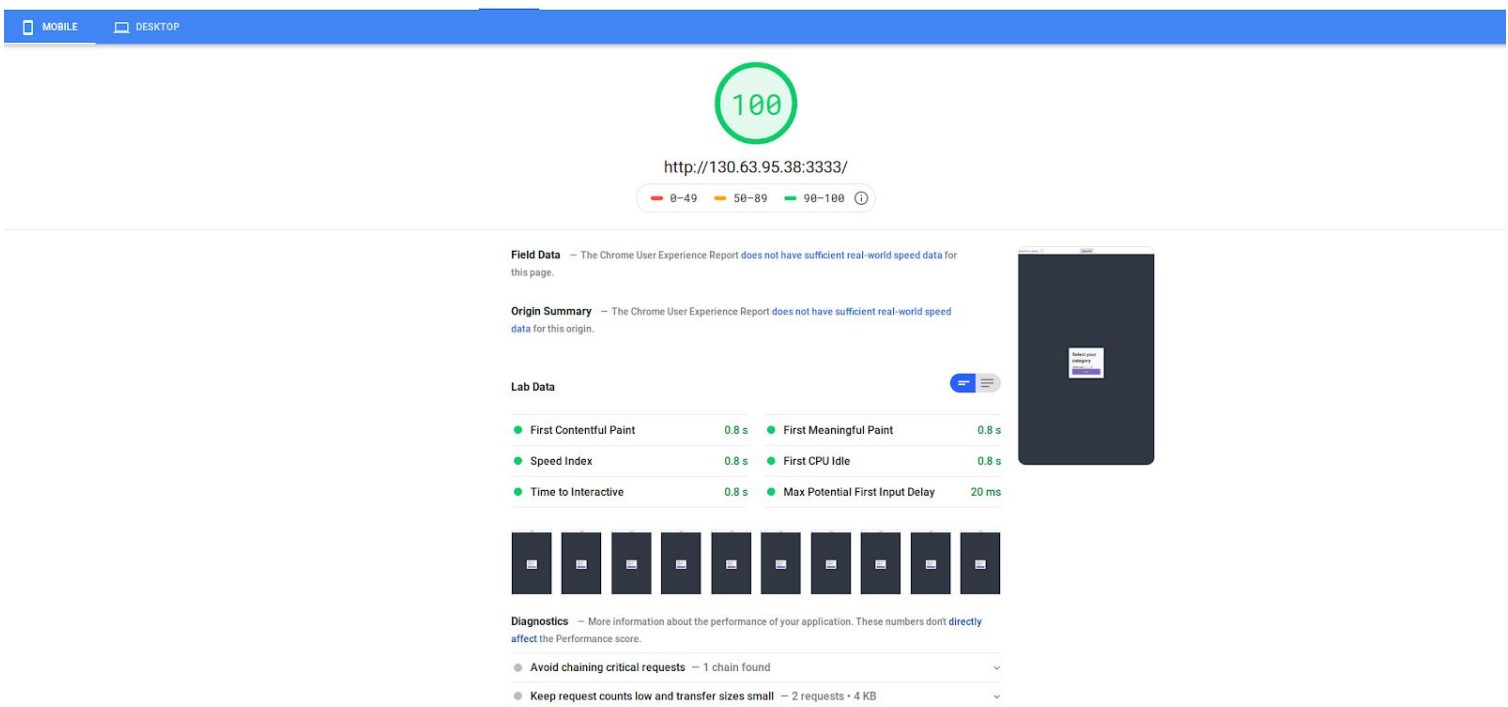 MOBILE DESKTOP
100
http://130.63.95.38:3333/
0–49 50–89 90–100
Field Data — The Chrome User Experience Report does not have sufficient real-world speed data for
this page.
Origin Summary — The Chrome User Experience Report does not have sufficient real-world speed
data for this origin.
Lab Data
First Contentful Paint 0.8 s First Meaningful Paint 0.8 s
Speed Index 0.8 s First CPU Idle 0.8 s
Time to Interactive 0.8 s Max Potential First Input Delay 20 ms
Select your
category
Diagnostics — More information about the performance of your application. These numbers don't directly
affect the Performance score.
Avoid chaining critical requests — 1 chain found
Keep request counts low and transfer sizes small — 2 requests • 4 KB